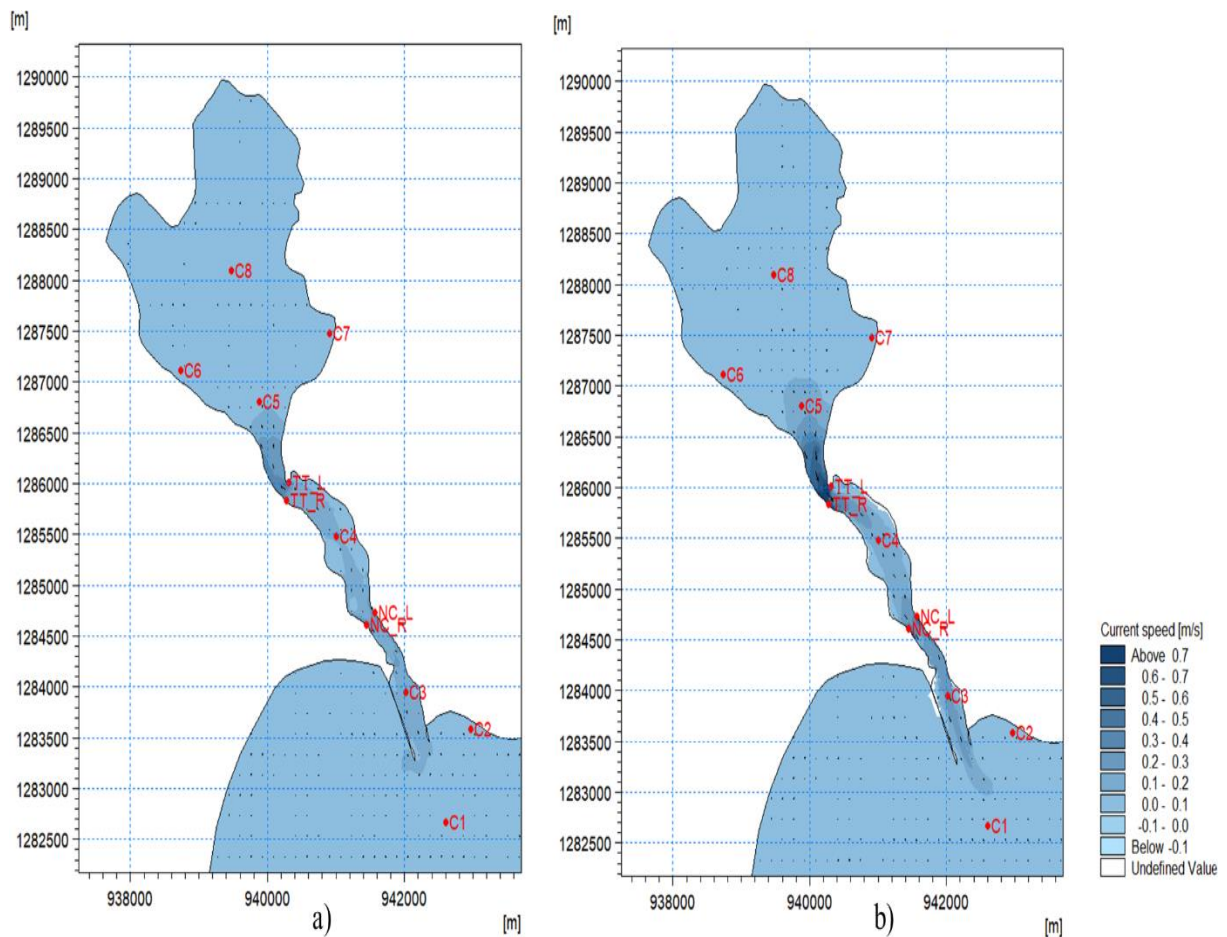 [m]
1290000
1289500
1289000
1288500
1288000
1287500
1287000
1286500
1286000
1285500
1285000
1284500
1284000
1283500
1283000
1282500
C8
C7
C6
C5
TT_L
TT_R
C4
NC_L
NC_R
C3
C2
C1
938000
940000
942000
[m]
a)
[m]
1290000
1289500
1289000
1288500
1288000
1287500
1287000
1286500
1286000
1285500
1285000
1284500
1284000
1283500
1283000
1282500
C8
C7
C6
C5
TT_L
TT_R
C4
NC_L
NC_R
C3
C2
C1
938000
940000
942000
[m]
b)
Current speed [m/s]
Above 0.7
0.6 - 0.7
0.5 - 0.6
0.4 - 0.5
0.3 - 0.4
0.2 - 0.3
0.1 - 0.2
0.0 - 0.1
-0.1 - 0.0
Below -0.1
Undefined Value